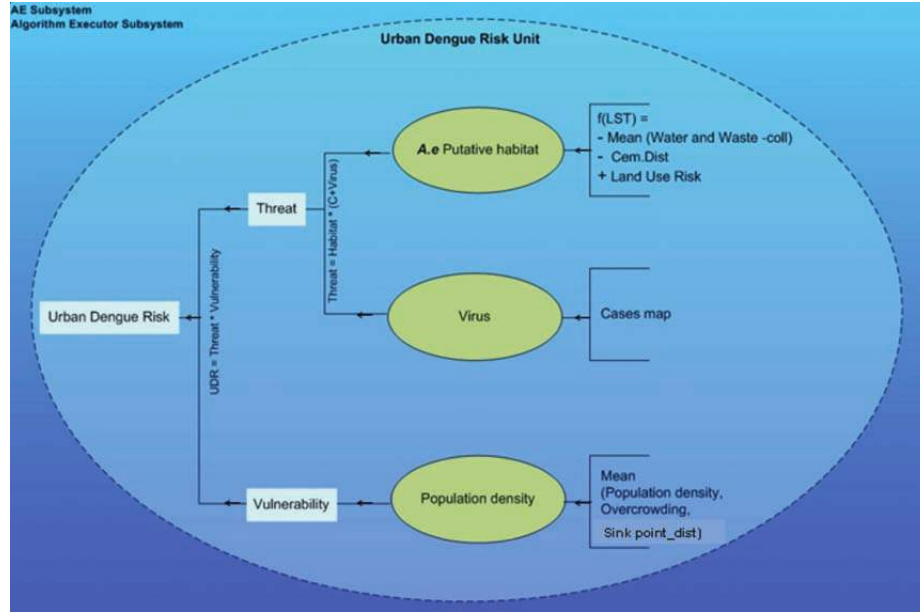 AE Subsystem
Algorithm Executor Subsystem
Urban Dengue Risk Unit
A.e Putative habitat
f(LST) =
- Mean (Water and Waste -coll)
- Cem.Dist
+ Land Use Risk
Threat
Threat = Habitat * (C+Virus)
Urban Dengue Risk
UDR = Threat * Vulnerability
Virus
Cases map
Vulnerability
Population density
Mean
(Population density,
Overcrowding,
Sink point_dist)